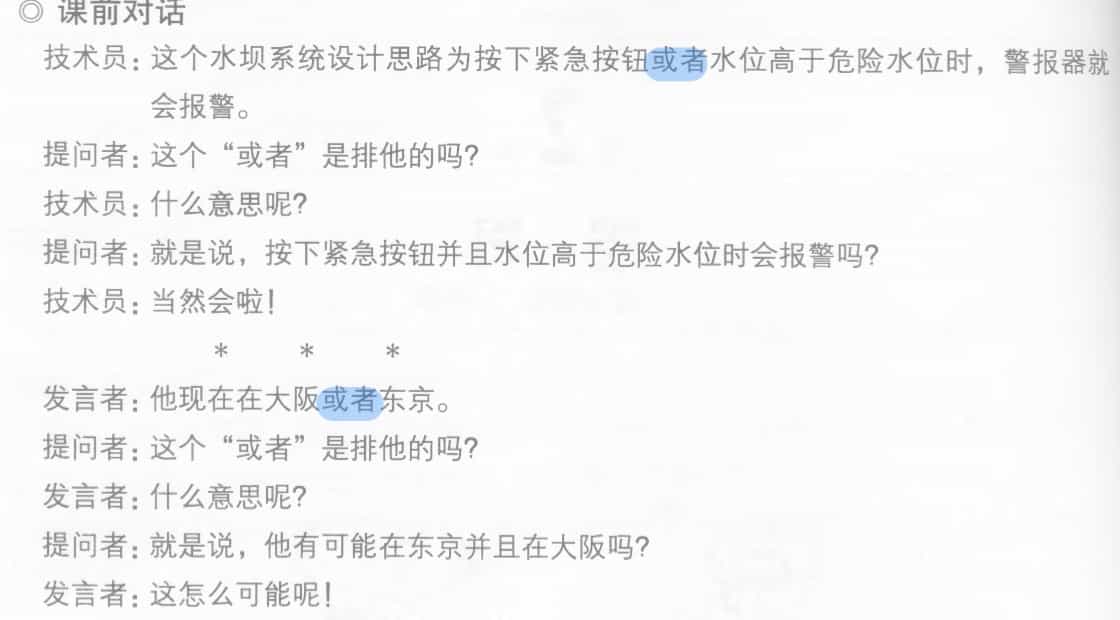 ◎ 课前对话
技术员：这个水坝系统设计思路为按下紧急按钮或者水位高于危险水位时，警报器就
会报警。
提问者：这个“或者”是排他的吗?
技术员：什么意思呢?
提问者：就是说，按下紧急按钮并且水位高于危险水位时会报警吗?
技术员：当然会啦!
* * *
发言者：他现在在大阪或者东京。
提问者：这个“或者”是排他的吗?
发言者：什么意思呢?
提问者：就是说，他有可能在东京并且在大阪吗?
发言者：这怎么可能呢!